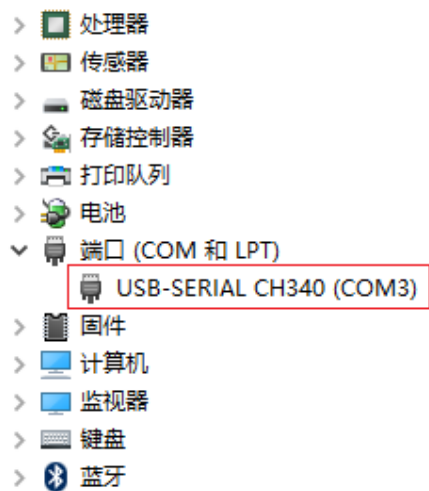 处理器
传感器
磁盘驱动器
存储控制器
打印队列
电池
端口 (COM 和 LPT)
USB-SERIAL CH340 (COM3)
固件
计算机
监视器
键盘
蓝牙